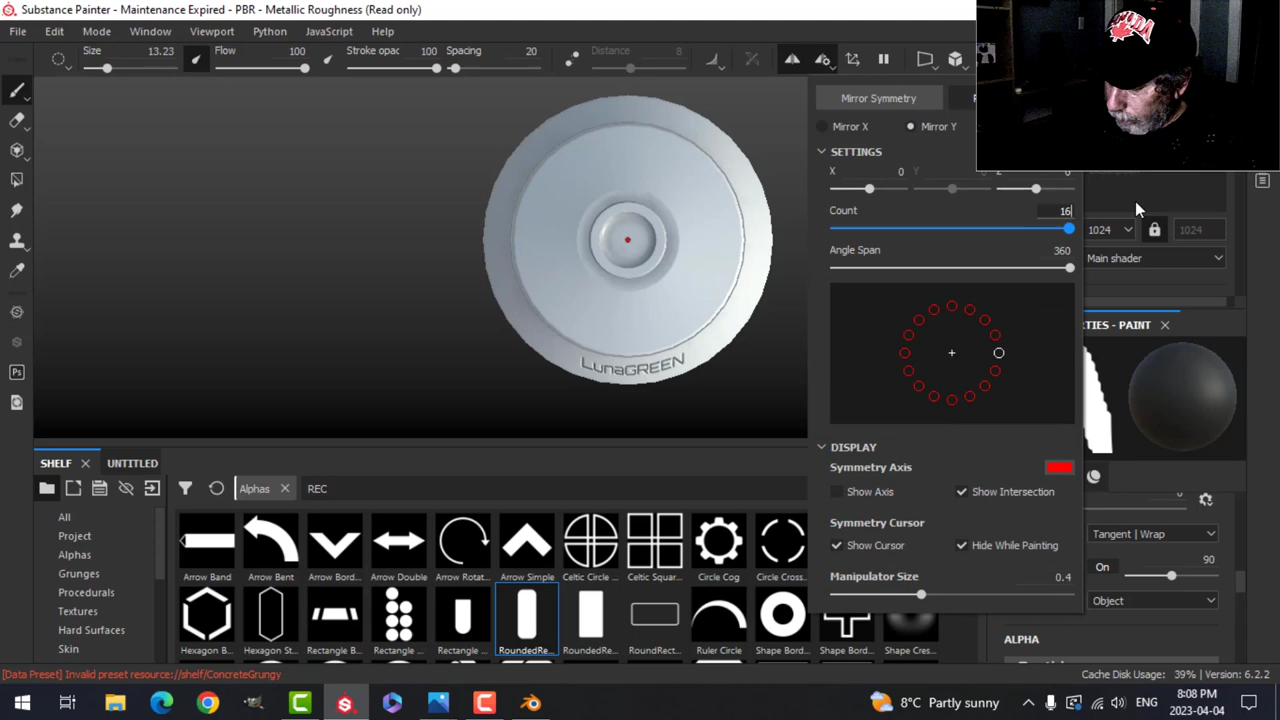 Substance Painter - Maintenance Expired - PBR - Metallic Roughness (Read only)
File Edit Mode Window Viewport Python JavaScript Help
Size 13.23 Flow 100 Stroke opac 100 Spacing 20 Distance 8
Mirror Symmetry
Mirror X Mirror Y
SETTINGS
X 0 Y
Count 16
1024 1024
Angle Span 360
Main shader
LunaGREEN
TIES - PAINT
DISPLAY
Symmetry Axis
SHELF UNTITLED
Alphas REC
Show Axis Show Intersection
Symmetry Cursor
Tangent | Wrap
Show Cursor Hide While Painting
On 90
Manipulator Size 0.4
Object
All
Project
Alphas
Grunges
Procedurals
Textures
Hard Surfaces
Skin
Arrow Band Arrow Bent Arrow Bord... Arrow Double Arrow Rotat... Arrow Simple Celtic Circle ... Celtic Squar... Circle Cog Circle Cross...
Hexagon B... Hexagon St... Rectangle B... Rectangle ... Rectangle ... RoundedRe... RoundedRe... RoundRect... Ruler Circle Shape Bord... Shape Bord... Shape Cres...
ALPHA
[Data Preset] Invalid preset resource://shelf/ConcreteGrungy
Cache Disk Usage: 39% | Version: 6.2.2
8°C Partly sunny
ENG
8:08 PM
2023-04-04